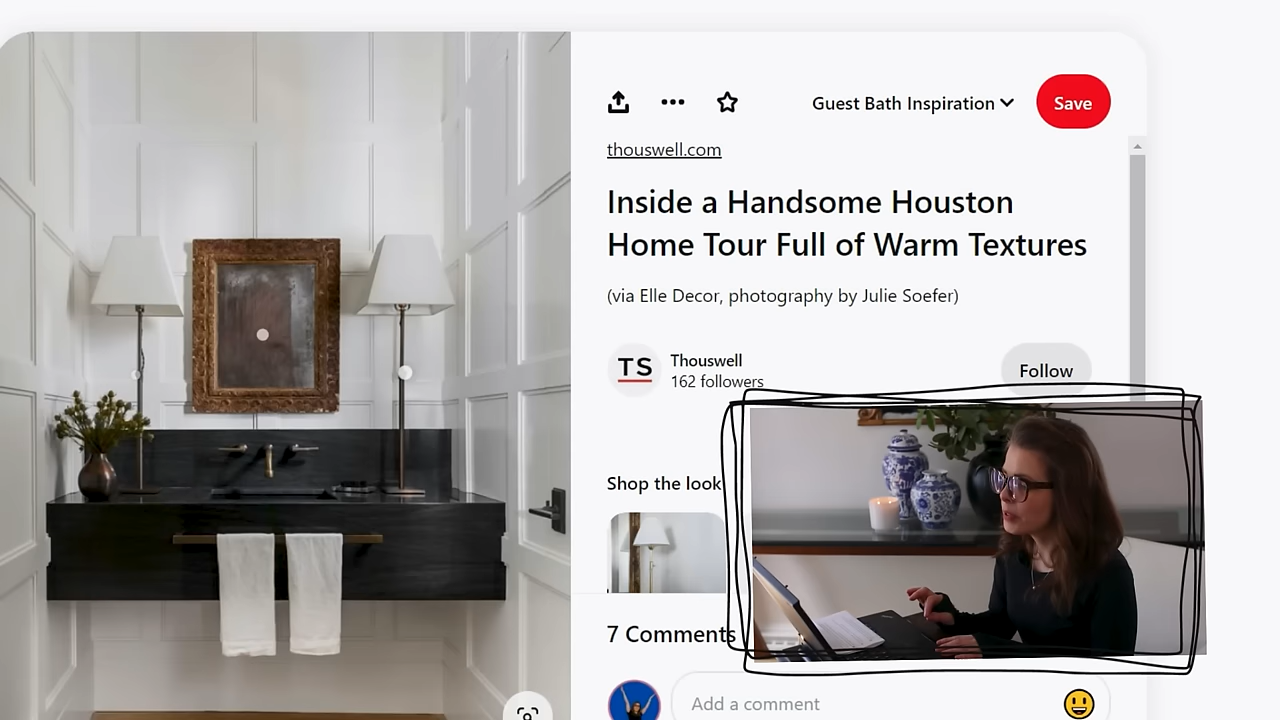 Guest Bath Inspiration
Save
thouswell.com
Inside a Handsome Houston
Home Tour Full of Warm Textures
(via Elle Decor, photography by Julie Soefer)
TS
Thouswell
162 followers
Follow
Shop the look
7 Comments
Add a comment